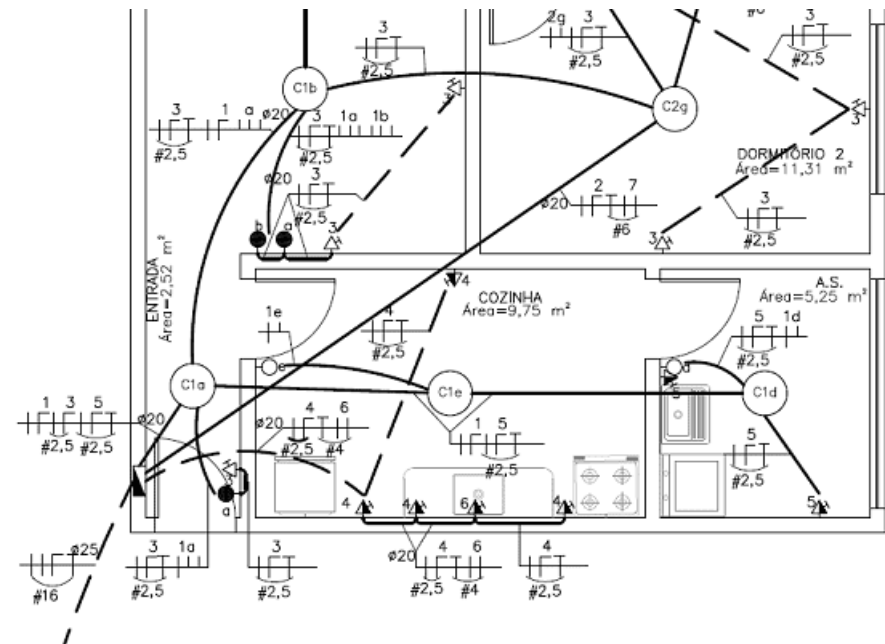 3
#2,5
2g 3
#2,5
3
#2,5
C1b
C2g
3 1 a
#2,5
ø20
3 1a 1b
#2,5
3
3
DORMITÓRIO 2
Área=11,31 m²
ø20
3
#2,5
ø20
2 7
#6
3
#2,5
b a 3
3
ENTRADA
Área=2,52 m²
4
COZINHA
Área=9,75 m²
A.S.
Área=5,25 m²
1e
4
#2,5
5 1d
#2,5
e
d
5
C1a
C1e
C1d
1 3 5
#2,5 #2,5
ø20
ø20
4 6
#2,5 #4
1 5
#2,5
5
#2,5
3
a
4 4 6 4
5
ø25
#16
3 1a
#2,5
3
#2,5
ø20
4 6
#2,5 #4
4
#2,5